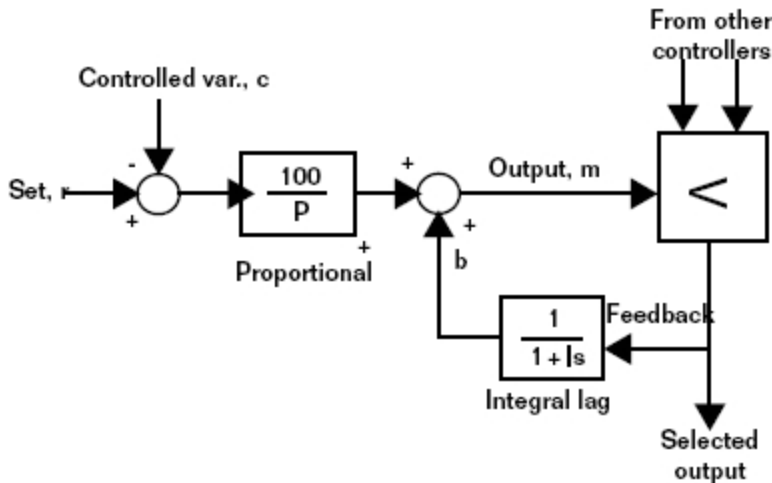 From other
controllers
Controlled var., c
-
Set, r
+
100
P
+
Proportional
+
Output, m
+
b
<
1
1 + Is
Feedback
Integral lag
Selected
output